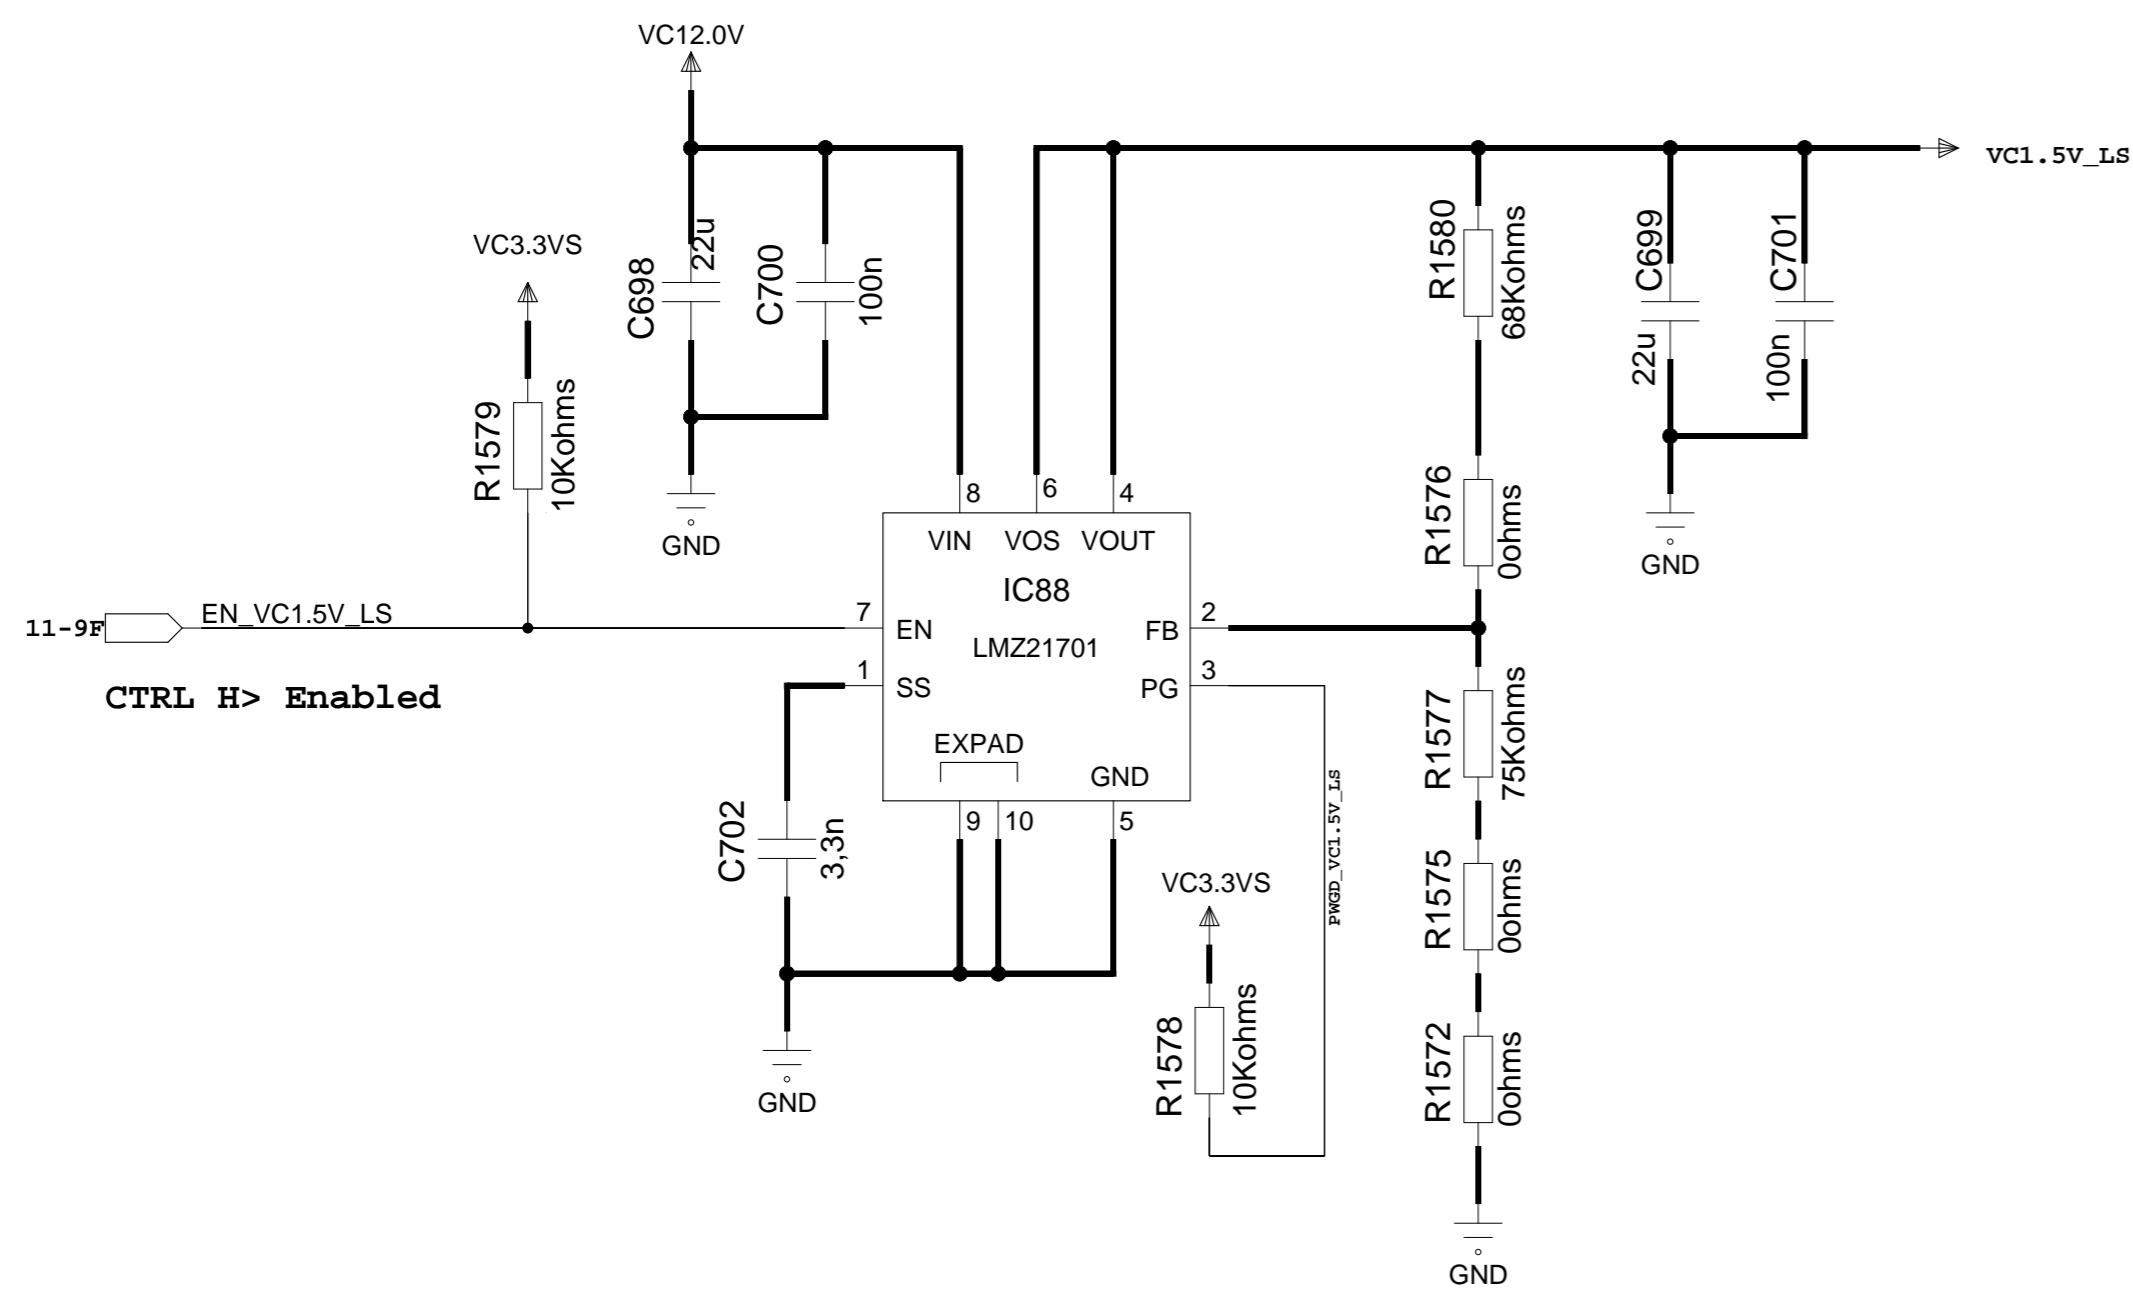 VC12.0V
VC1.5V_LS
VC3.3VS
C698
22u
C700
100n
R1580
68Kohms
C699
22u
C701
100n
R1579
10Kohms
GND
8
6
4
VIN
VOS
VOUT
IC88
LMZ21701
R1576
0ohms
GND
11-9F
EN_VC1.5V_LS
7
EN
2
FB
CTRL H> Enabled
1
SS
3
PG
EXPAD
GND
9
10
5
R1577
75Kohms
PWGD_VC1.5V_LS
C702
3,3n
VC3.3VS
R1575
0ohms
R1578
10Kohms
R1572
0ohms
GND
GND